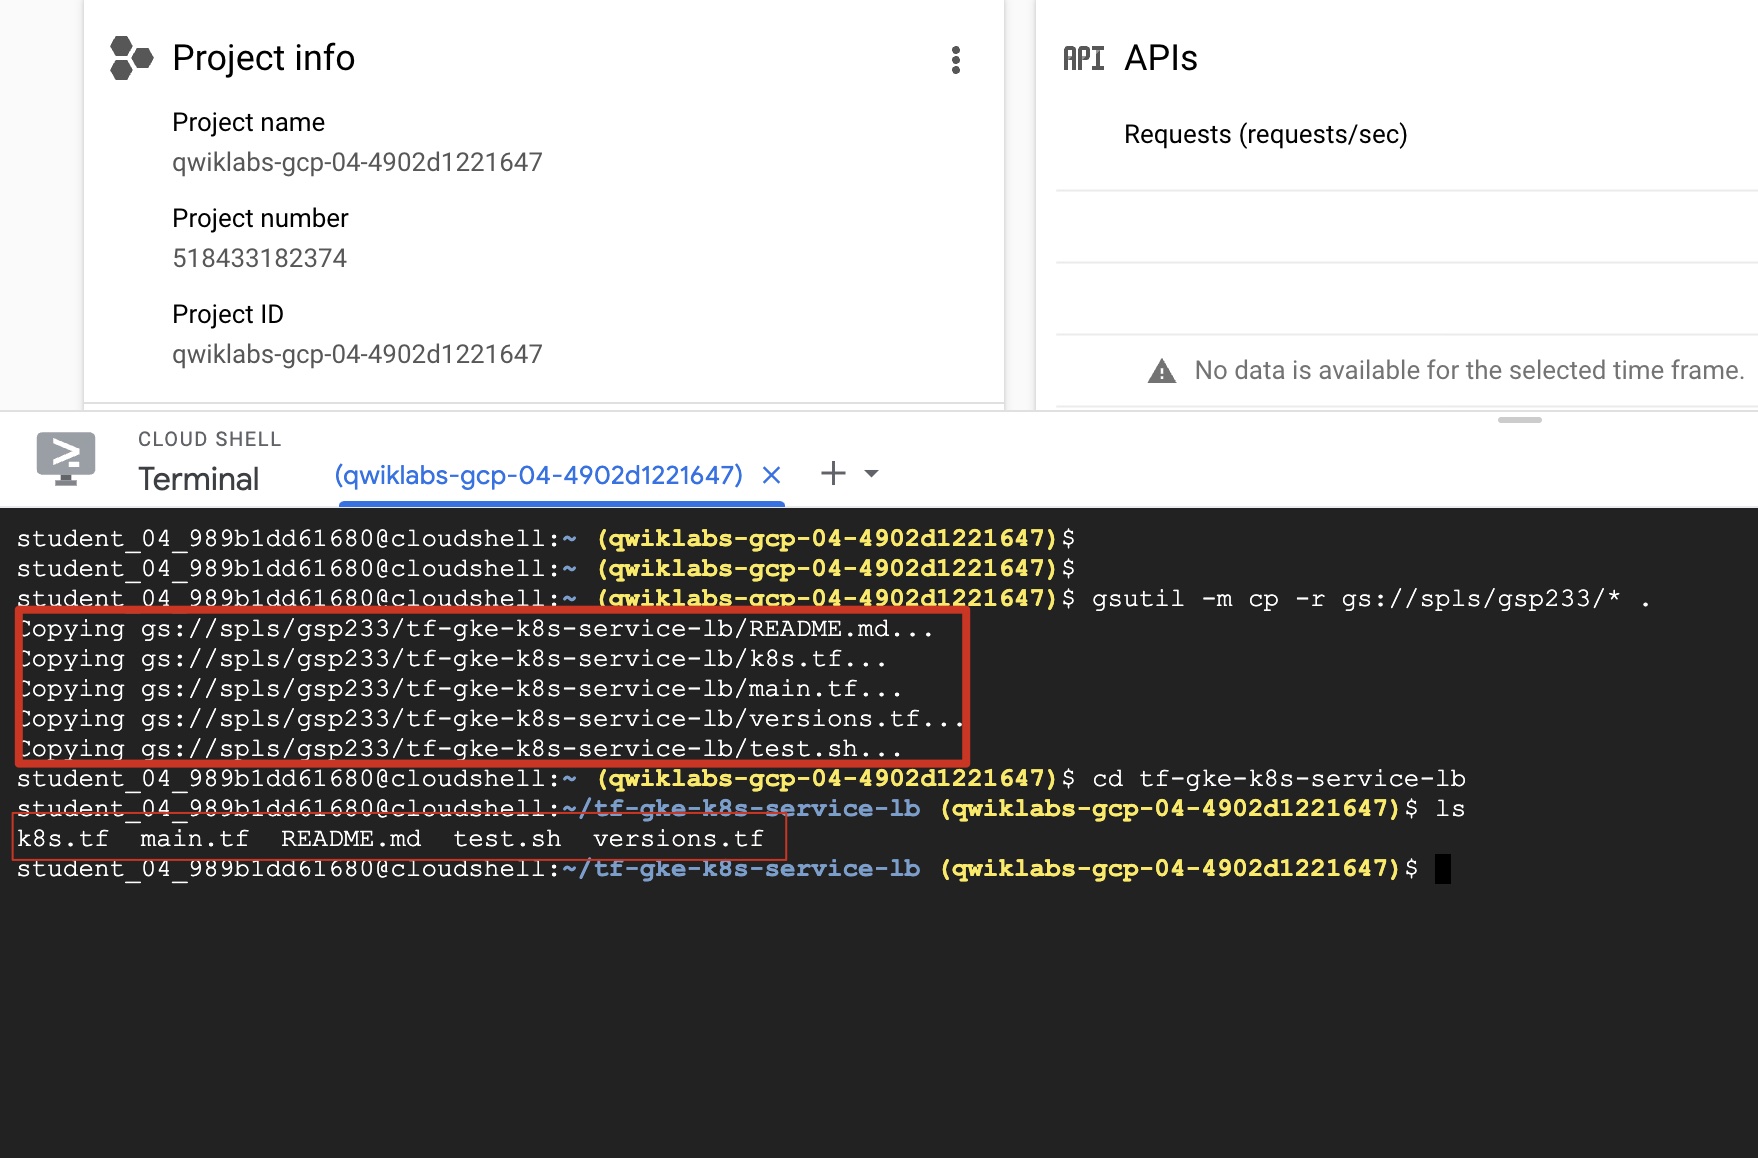 Project info
Project name
qwiklabs-gcp-04-4902d1221647
Project number
518433182374
Project ID
qwiklabs-gcp-04-4902d1221647
API APIs
Requests (requests/sec)
No data is available for the selected time frame.
CLOUD SHELL
Terminal
(qwiklabs-gcp-04-4902d1221647)
student_04_989b1dd61680@cloudshell:~ (qwiklabs-gcp-04-4902d1221647)$
student_04_989b1dd61680@cloudshell:~ (qwiklabs-gcp-04-4902d1221647)$
student_04_989b1dd61680@cloudshell:~ (qwiklabs-gcp-04-4902d1221647)$ gsutil -m cp -r gs://spls/gsp233/* .
Copying gs://spls/gsp233/tf-gke-k8s-service-lb/README.md...
Copying gs://spls/gsp233/tf-gke-k8s-service-lb/k8s.tf...
Copying gs://spls/gsp233/tf-gke-k8s-service-lb/main.tf...
Copying gs://spls/gsp233/tf-gke-k8s-service-lb/versions.tf...
Copying gs://spls/gsp233/tf-gke-k8s-service-lb/test.sh...
student_04_989b1dd61680@cloudshell:~ (qwiklabs-gcp-04-4902d1221647)$ cd tf-gke-k8s-service-lb
student_04_989b1dd61680@cloudshell:~/tf-gke-k8s-service-lb (qwiklabs-gcp-04-4902d1221647)$ ls
k8s.tf main.tf README.md test.sh versions.tf
student_04_989b1dd61680@cloudshell:~/tf-gke-k8s-service-lb (qwiklabs-gcp-04-4902d1221647)$